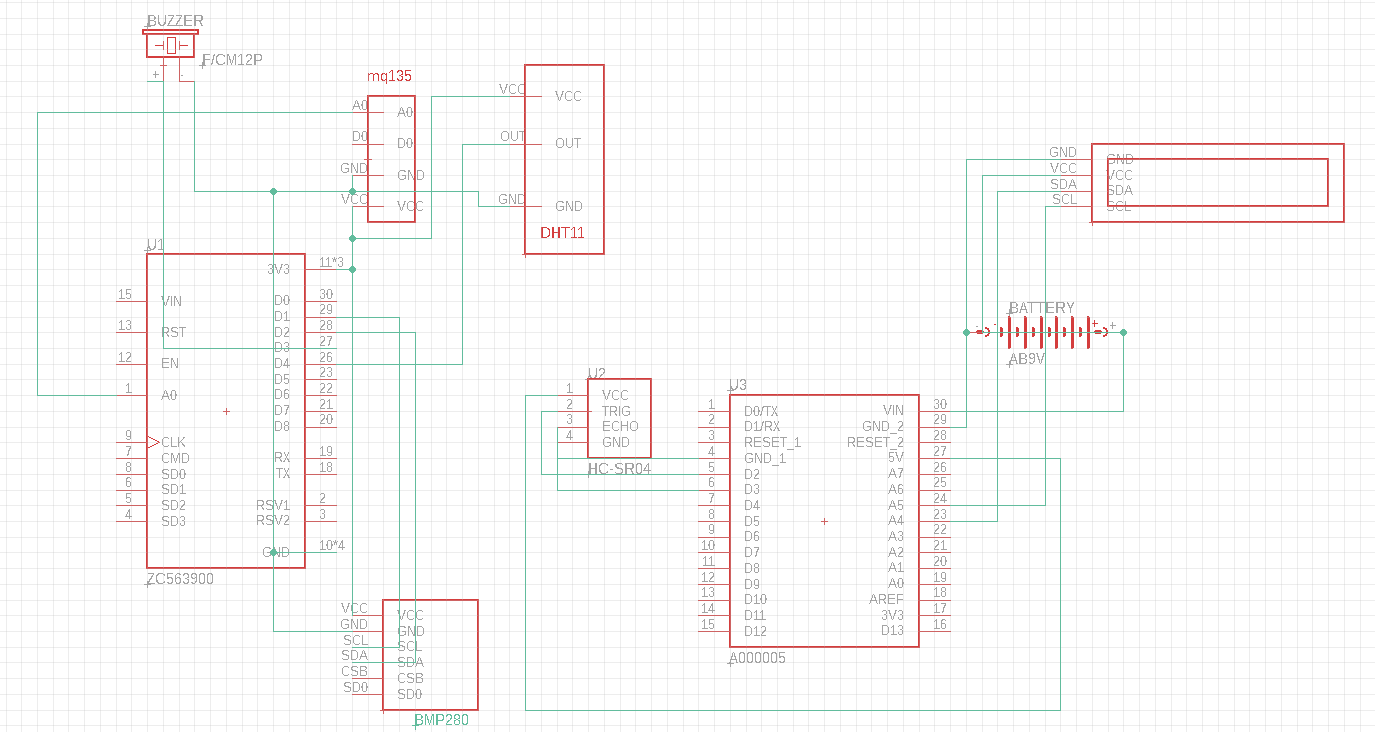 BUZZER
F/CM12P
+ -
mq135
A0 A0
D0 D0
GND GND
VCC VCC
VCC VCC
OUT OUT
GND GND
DHT11
U1
3V3 11*3
15 VIN D0 30
D1 29
13 RST D2 28
D3 27
12 EN D4 26
D5 23
1 A0 D6 22
D7 21
D8 20
9 CLK
7 CMD RX 19
8 SD0 TX 18
6 SD1
5 SD2 RSV1 2
4 SD3 RSV2 3
GND 10*4
ZC563900
VCC VCC
GND GND
SCL SCL
SDA SDA
CSB CSB
SD0 SD0
BMP280
U2
1 VCC
2 TRIG
3 ECHO
4 GND
HC-SR04
GND GND
VCC VCC
SDA SDA
SCL SCL
BATTERY
- - + +
AB9V
U3
1 D0/TX VIN 30
2 D1/RX GND_2 29
3 RESET_1 RESET_2 28
4 GND_1 5V 27
5 D2 A7 26
6 D3 A6 25
7 D4 A5 24
8 D5 A4 23
9 D6 A3 22
10 D7 A2 21
11 D8 A1 20
12 D9 A0 19
13 D10 AREF 18
14 D11 3V3 17
15 D12 D13 16
A000005